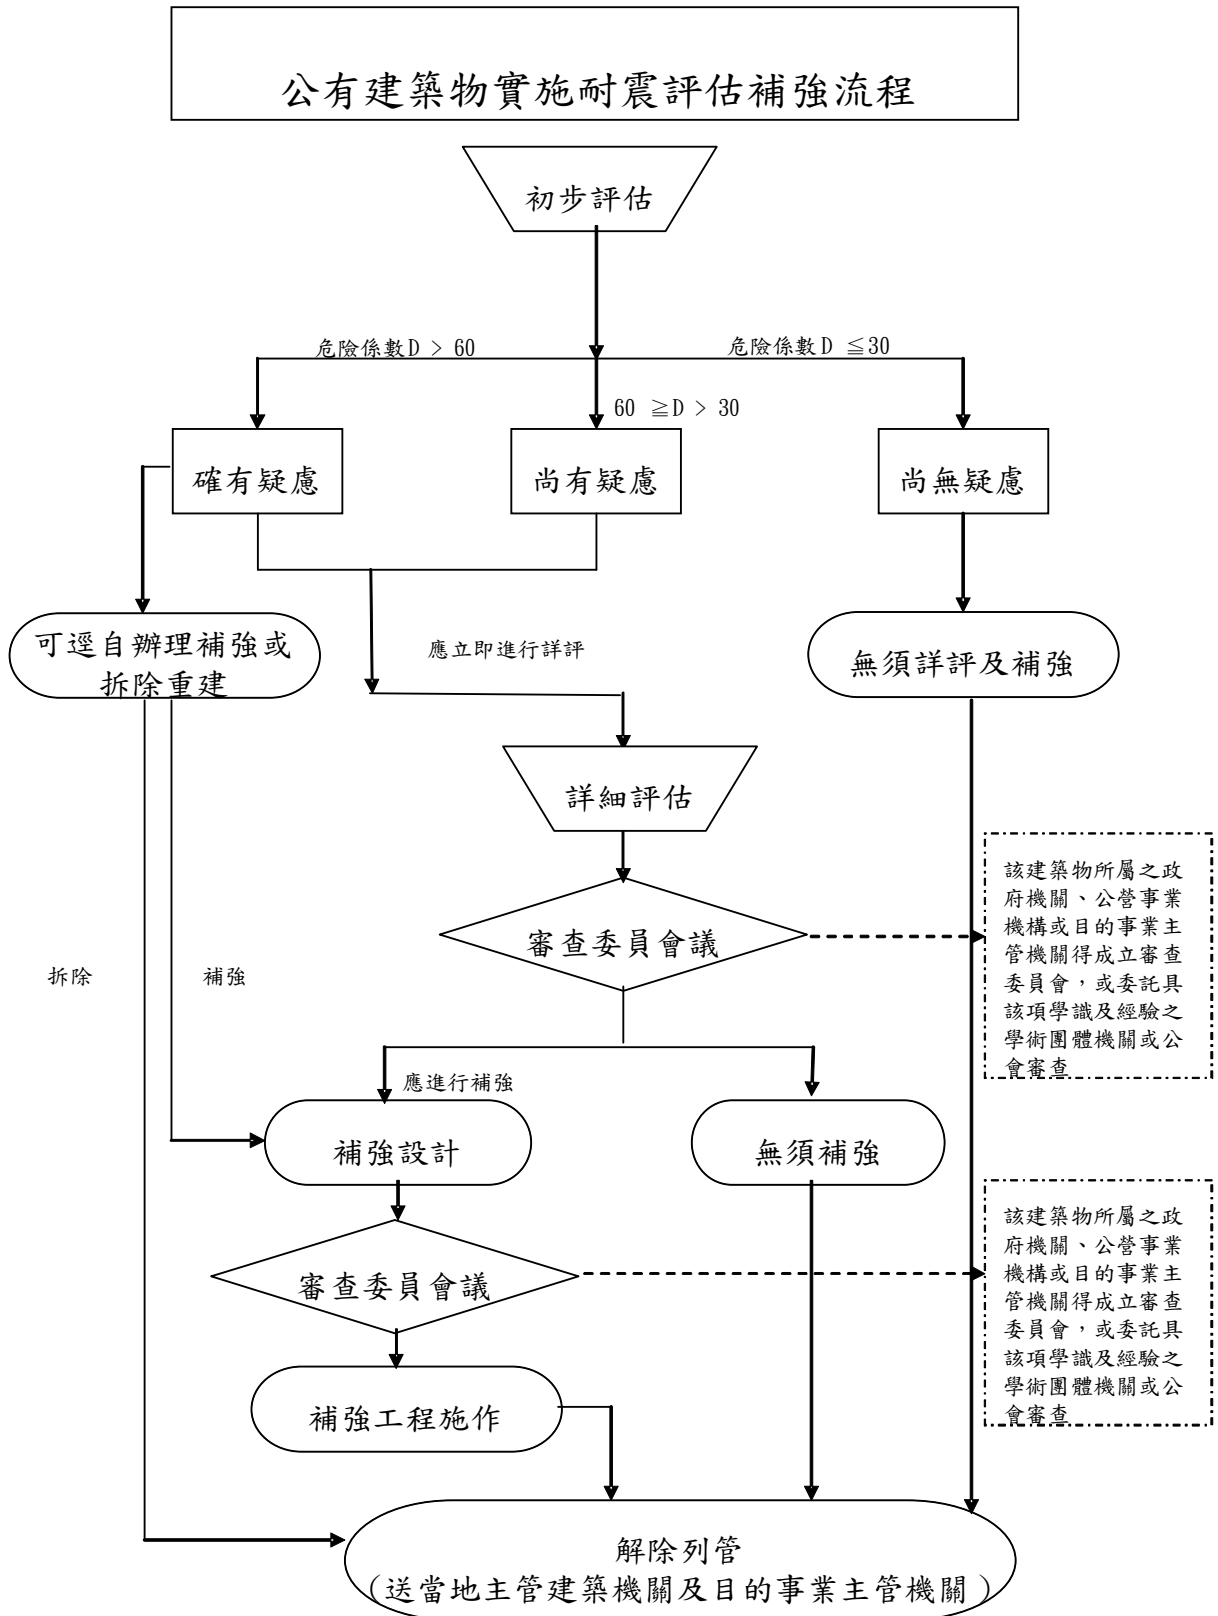 公有建築物實施耐震評估補強流程
初步評估
危險係數D > 60
危險係數D ≦30
60 ≧D > 30
確有疑慮
尚有疑慮
尚無疑慮
可逕自辦理補強或
拆除重建
應立即進行詳評
無須詳評及補強
詳細評估
審查委員會議
該建築物所屬之政
府機關、公營事業
機構或目的事業主
管機關得成立審查
委員會，或委託具
該項學識及經驗之
學術團體機關或公
會審查
拆除
補強
應進行補強
補強設計
無須補強
審查委員會議
該建築物所屬之政
府機關、公營事業
機構或目的事業主
管機關得成立審查
委員會，或委託具
該項學識及經驗之
學術團體機關或公
會審查
補強工程施作
解除列管
（送當地主管建築機關及目的事業主管機關）